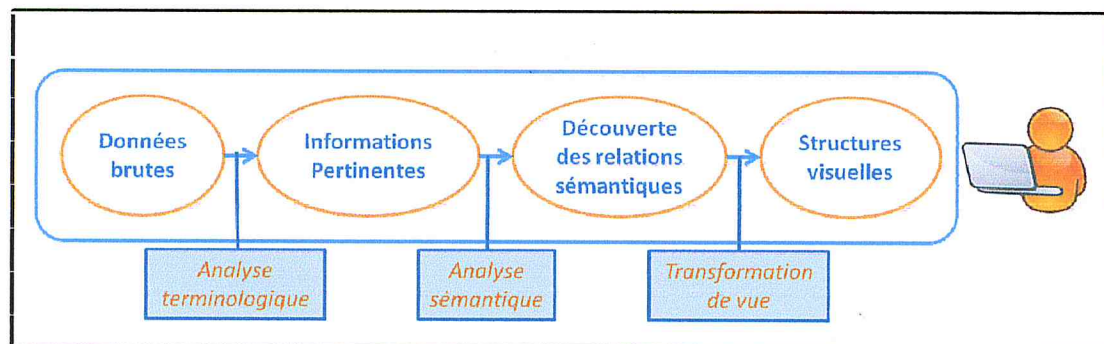 Données
brutes
Informations
Pertinentes
Découverte
des relations
sémantiques
Structures
visuelles
Analyse
terminologique
Analyse
sémantique
Transformation
de vue